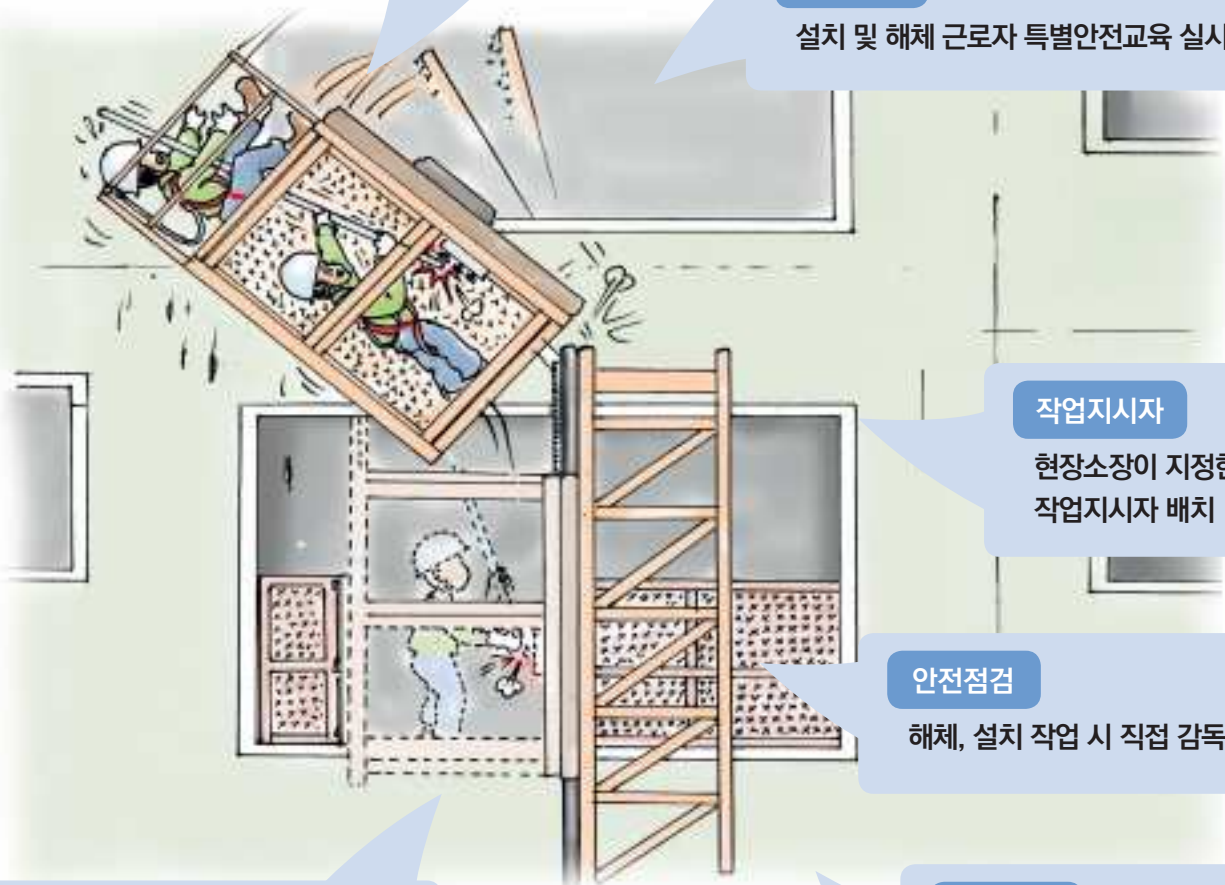 설치 및 해체 근로자 특별안전교육 실시
작업지시자
현장소장이 지정한
작업지시자 배치
안전점검
해체, 설치 작업 시 직접 감독